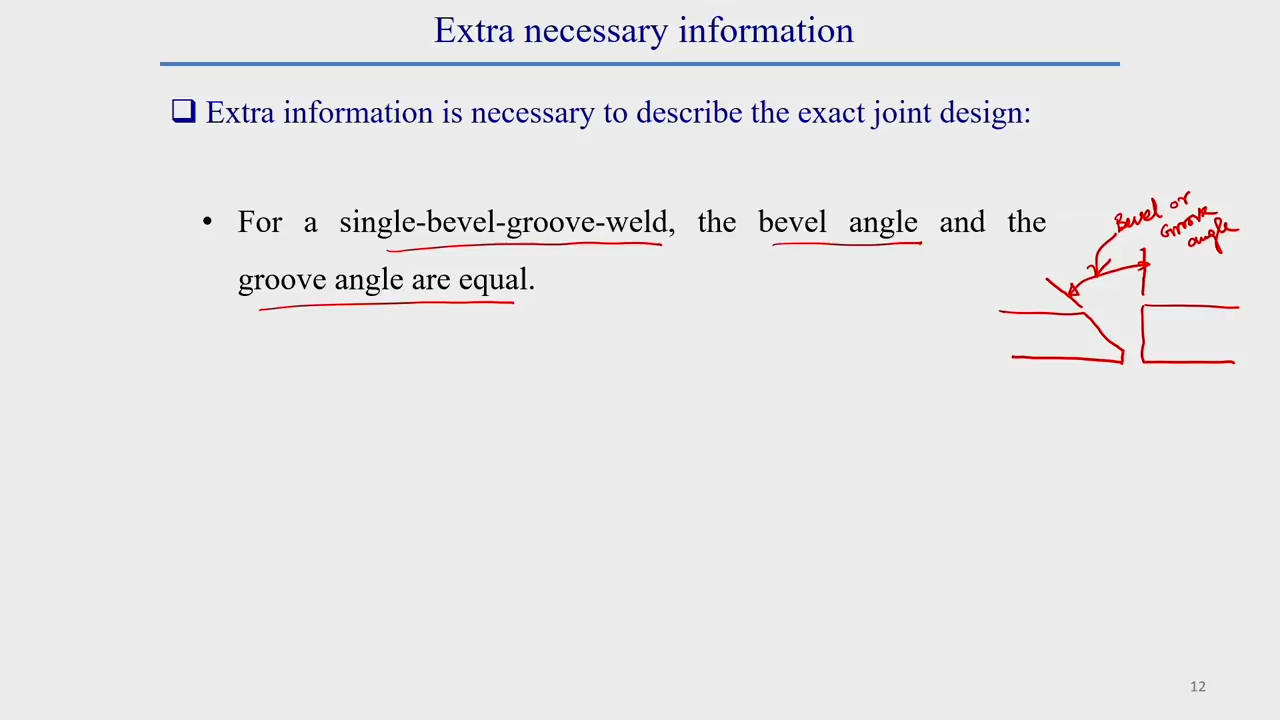 Extra necessary information
❑ Extra information is necessary to describe the exact joint design:
• For a single-bevel-groove-weld, the bevel angle and the
groove angle are equal.
Bevel or
Groove
angle
12